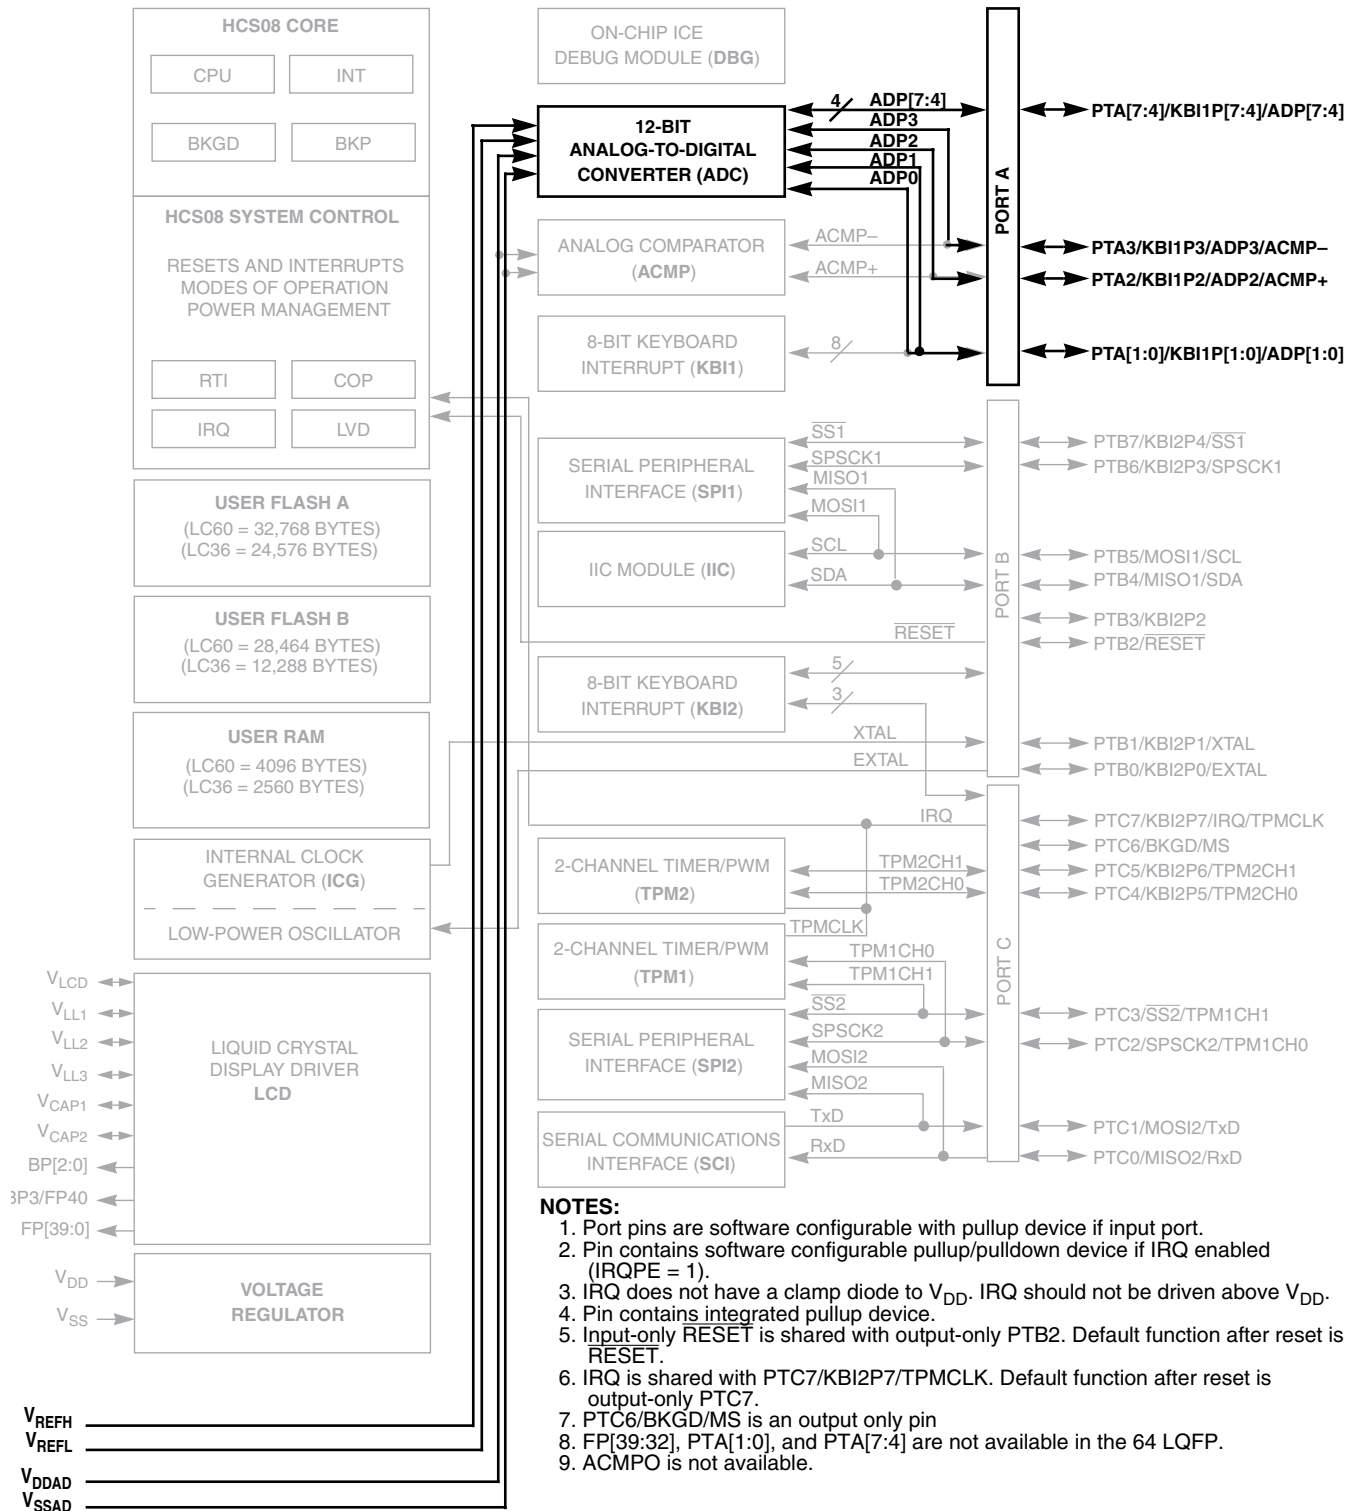 HCS08 CORE
CPU
INT
BKGD
BKP
HCS08 SYSTEM CONTROL
RESETS AND INTERRUPTS
MODES OF OPERATION
POWER MANAGEMENT
RTI
COP
IRQ
LVD
USER FLASH A
(LC60 = 32,768 BYTES)
(LC36 = 24,576 BYTES)
USER FLASH B
(LC60 = 28,464 BYTES)
(LC36 = 12,288 BYTES)
USER RAM
(LC60 = 4096 BYTES)
(LC36 = 2560 BYTES)
INTERNAL CLOCK
GENERATOR (ICG)
LOW-POWER OSCILLATOR
VLCD
VLL1
VLL2
VLL3
VCAP1
VCAP2
BP[2:0]
BP3/FP40
FP[39:0]
LIQUID CRYSTAL
DISPLAY DRIVER
LCD
VDD
VSS
VOLTAGE
REGULATOR
VREFH
VREFL
VDDAD
VSSAD
ON-CHIP ICE
DEBUG MODULE (DBG)
12-BIT
ANALOG-TO-DIGITAL
CONVERTER (ADC)
4
ADP[7:4]
ADP3
ADP2
ADP1
ADP0
ANALOG COMPARATOR
(ACMP)
ACMP–
ACMP+
8-BIT KEYBOARD
INTERRUPT (KBI1)
8
SERIAL PERIPHERAL
INTERFACE (SPI1)
SS1
SPSCK1
MISO1
MOSI1
IIC MODULE (IIC)
SCL
SDA
RESET
8-BIT KEYBOARD
INTERRUPT (KBI2)
5
3
XTAL
EXTAL
IRQ
2-CHANNEL TIMER/PWM
(TPM2)
TPM2CH1
TPM2CH0
TPMCLK
2-CHANNEL TIMER/PWM
(TPM1)
TPM1CH0
TPM1CH1
SERIAL PERIPHERAL
INTERFACE (SPI2)
SS2
SPSCK2
MOSI2
MISO2
SERIAL COMMUNICATIONS
INTERFACE (SCI)
TxD
RxD
PORT A
PTA[7:4]/KBI1P[7:4]/ADP[7:4]
PTA3/KBI1P3/ADP3/ACMP–
PTA2/KBI1P2/ADP2/ACMP+
PTA[1:0]/KBI1P[1:0]/ADP[1:0]
PORT B
PTB7/KBI2P4/SS1
PTB6/KBI2P3/SPSCK1
PTB5/MOSI1/SCL
PTB4/MISO1/SDA
PTB3/KBI2P2
PTB2/RESET
PTB1/KBI2P1/XTAL
PTB0/KBI2P0/EXTAL
PORT C
PTC7/KBI2P7/IRQ/TPMCLK
PTC6/BKGD/MS
PTC5/KBI2P6/TPM2CH1
PTC4/KBI2P5/TPM2CH0
PTC3/SS2/TPM1CH1
PTC2/SPSCK2/TPM1CH0
PTC1/MOSI2/TxD
PTC0/MISO2/RxD
NOTES:
1. Port pins are software configurable with pullup device if input port.
2. Pin contains software configurable pullup/pulldown device if IRQ enabled
(IRQPE = 1).
3. IRQ does not have a clamp diode to VDD. IRQ should not be driven above VDD.
4. Pin contains integrated pullup device.
5. Input-only RESET is shared with output-only PTB2. Default function after reset is
RESET.
6. IRQ is shared with PTC7/KBI2P7/TPMCLK. Default function after reset is
output-only PTC7.
7. PTC6/BKGD/MS is an output only pin
8. FP[39:32], PTA[1:0], and PTA[7:4] are not available in the 64 LQFP.
9. ACMPO is not available.